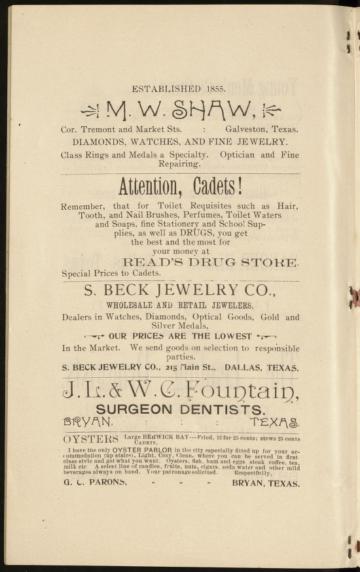 ESTABLISHED 1855.
M. W. SHAW,
Cor. Tremont and Market Sts. : Galveston, Texas.
DIAMONDS, WATCHES, AND FINE JEWELRY.
Class Rings and Medals a Specialty. Optician and Fine
Repairing.
Attention, Cadets!
Remember, that for Toilet Requisites such as Hair,
Tooth, and Nail Brushes, Perfumes, Toilet Waters
and Soaps, fine Stationery and School Sup-
plies, as well as DRUGS, you get
the best and the most for
your money at
READ'S DRUG STORE.
Special Prices to Cadets.
S. BECK JEWELRY CO.,
WHOLESALE AND RETAIL JEWELERS.
Dealers in Watches, Diamonds, Optical Goods, Gold and
Silver Medals,
OUR PRICES ARE THE LOWEST
In the Market. We send goods on selection to responsible
parties.
S. BECK JEWELRY CO., 215 Main St., DALLAS, TEXAS.
J. L. & W. C. Fountain,
SURGEON DENTISTS.
BRYAN. : TEXAS.
OYSTERS Large BERWICK BAY—Fried, 12 for 25 cents; stews 25 cents
CADETS,
I have the only OYSTER PARLOR in the city especially fitted up for your ac-
commodation (up stairs). Light, Cosy, Clean, where you can be served in first
class style and get what you want. Oysters, fish, ham and eggs steak coffee, tea,
milk etc A select line of candies, fruits, nuts, cigars, soda water and other mild
beverages always on hand. Your patronage solicited. Respectfully,
G. C. PARONS, - - - BRYAN, TEXAS.